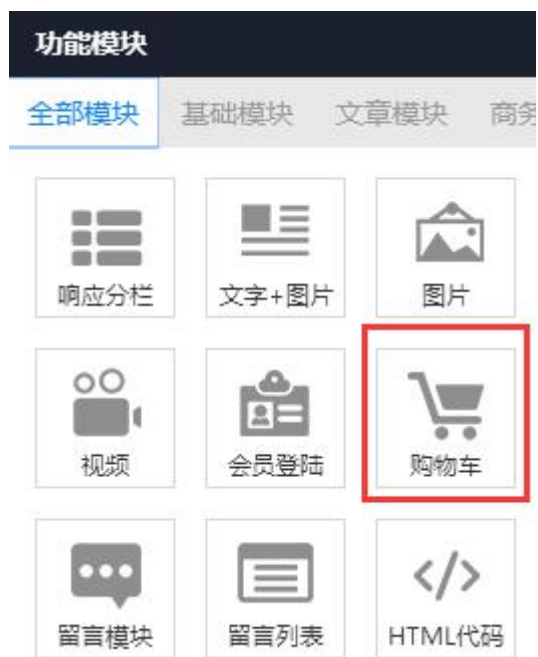 功能模块
全部模块 基础模块 文章模块 商务
响应分栏 文字+图片 图片
视频 会员登陆 购物车
留言模块 留言列表 HTML代码